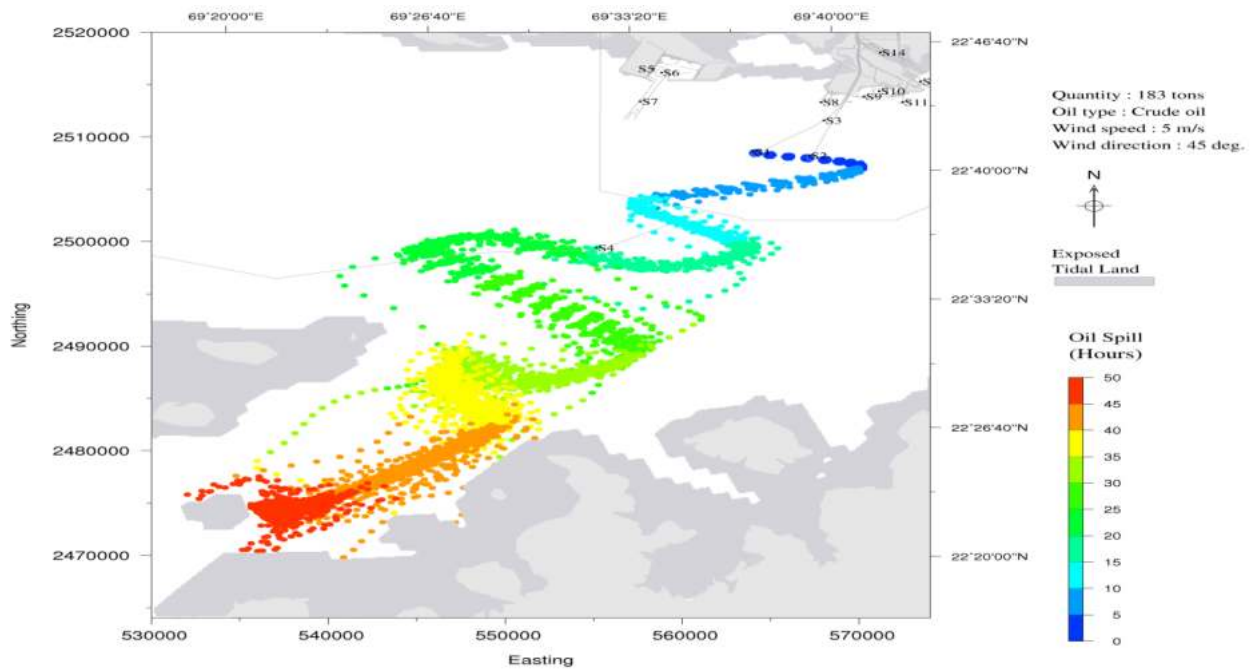 69°20'00"E 69°26'40"E 69°33'20"E 69°40'00"E
2520000
2510000
2500000
2490000
2480000
2470000
Northing
530000 540000 550000 560000 570000
Easting
22°46'40"N
22°40'00"N
22°33'20"N
22°26'40"N
22°20'00"N
S14
S5
S6
S7
S10
S9
S8
S11
S3
S1
S2
S4
Quantity : 183 tons
Oil type : Crude oil
Wind speed : 5 m/s
Wind direction : 45 deg.
N
Exposed
Tidal Land
Oil Spill
(Hours)
50
45
40
35
30
25
20
15
10
5
0